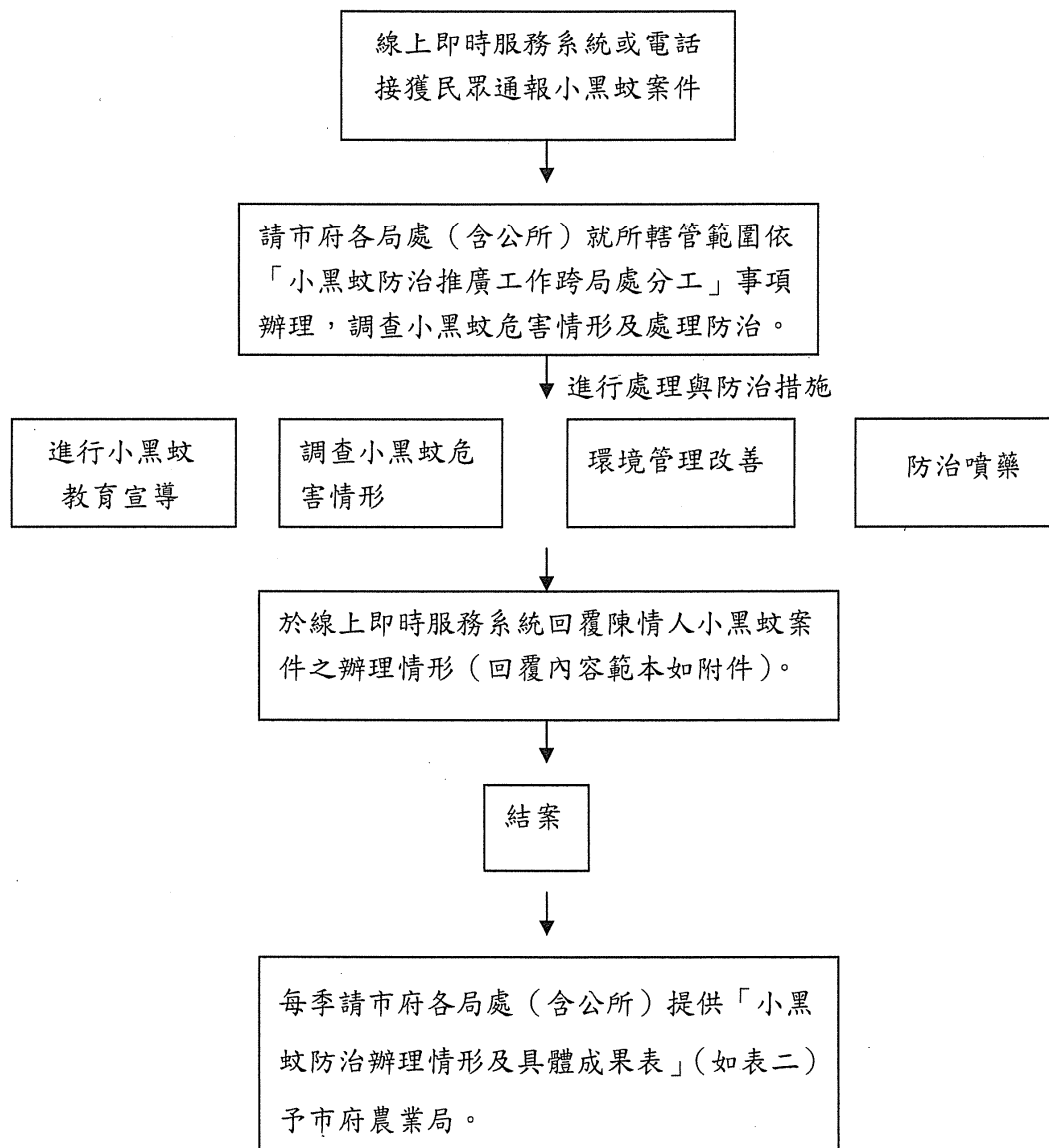 線上即時服務系統或電話
接獲民眾通報小黑蚊案件
請市府各局處（含公所）就所轄管範圍依
「小黑蚊防治推廣工作跨局處分工」事項
辦理，調查小黑蚊危害情形及處理防治。
進行處理與防治措施
進行小黑蚊
教育宣導
調查小黑蚊危
害情形
環境管理改善
防治噴藥
於線上即時服務系統回覆陳情人小黑蚊案
件之辦理情形（回覆內容範本如附件）。
結案
每季請市府各局處（含公所）提供「小黑
蚊防治辦理情形及具體成果表」（如表二）
予市府農業局。